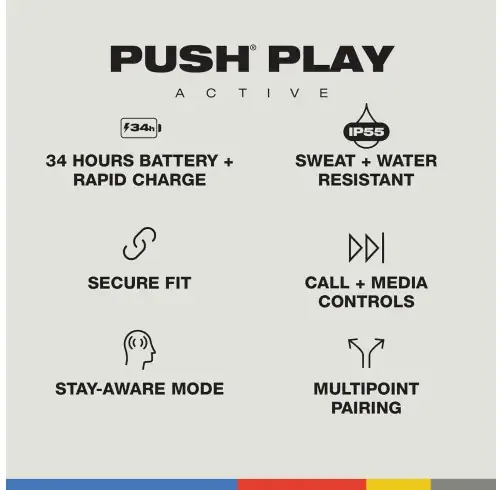 PUSH® PLAY
ACTIVE
34h
34 HOURS BATTERY +
RAPID CHARGE
IP55
SWEAT + WATER
RESISTANT
SECURE FIT
CALL + MEDIA
CONTROLS
STAY-AWARE MODE
MULTIPOINT
PAIRING